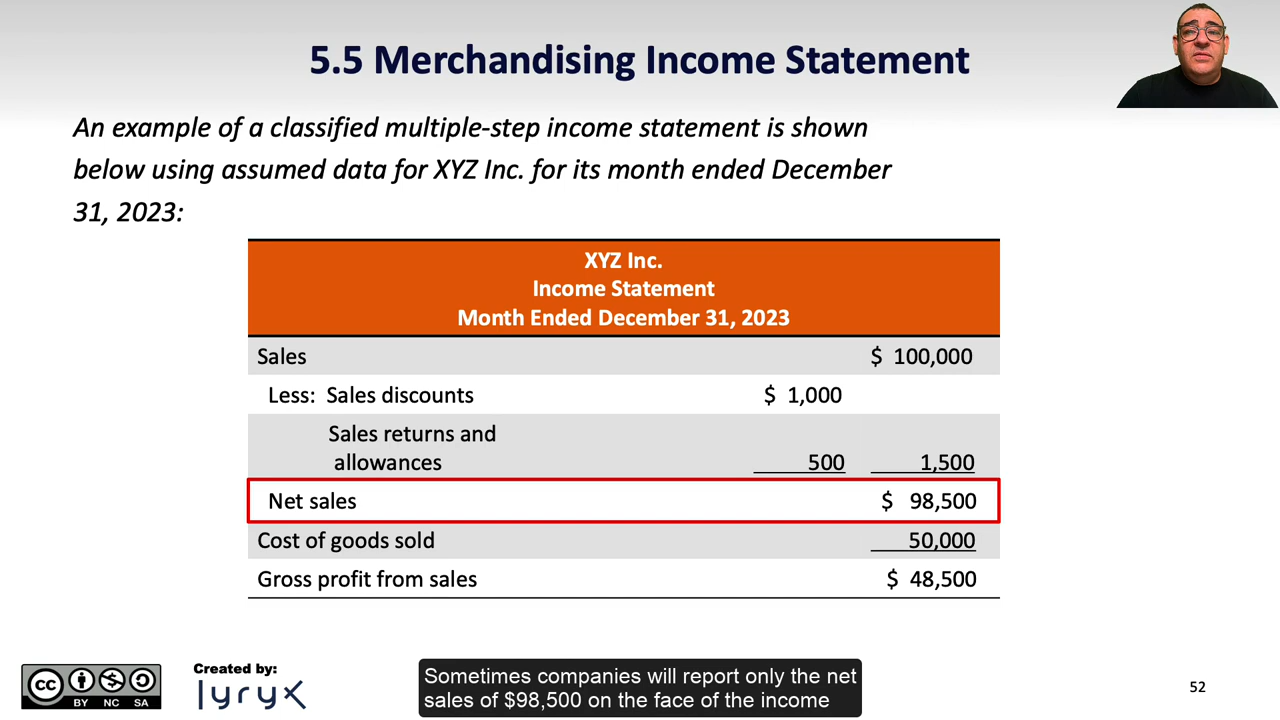 5.5 Merchandising Income Statement
An example of a classified multiple-step income statement is shown
below using assumed data for XYZ Inc. for its month ended December
31, 2023:
XYZ Inc.
Income Statement
Month Ended December 31, 2023
Sales $ 100,000
Less: Sales discounts $ 1,000
Sales returns and
allowances 500 1,500
Net sales $ 98,500
Cost of goods sold 50,000
Gross profit from sales $ 48,500
cc
BY NC SA
Created by:
lyryx
Sometimes companies will report only the net
sales of $98,500 on the face of the income
52